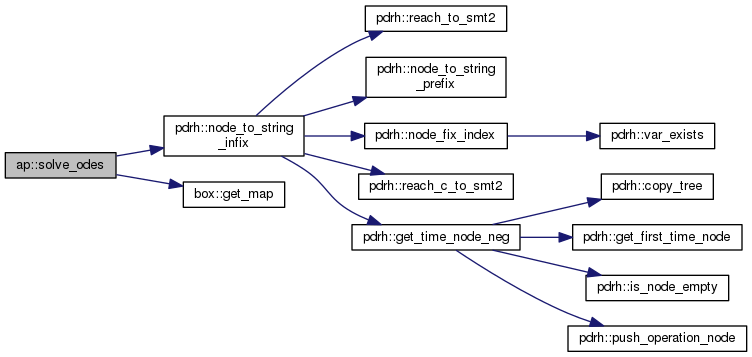 ap::solve_odes
pdrh::node_to_string
_infix
box::get_map
pdrh::reach_to_smt2
pdrh::node_to_string
_prefix
pdrh::node_fix_index
pdrh::reach_c_to_smt2
pdrh::get_time_node_neg
pdrh::var_exists
pdrh::copy_tree
pdrh::get_first_time_node
pdrh::is_node_empty
pdrh::push_operation_node